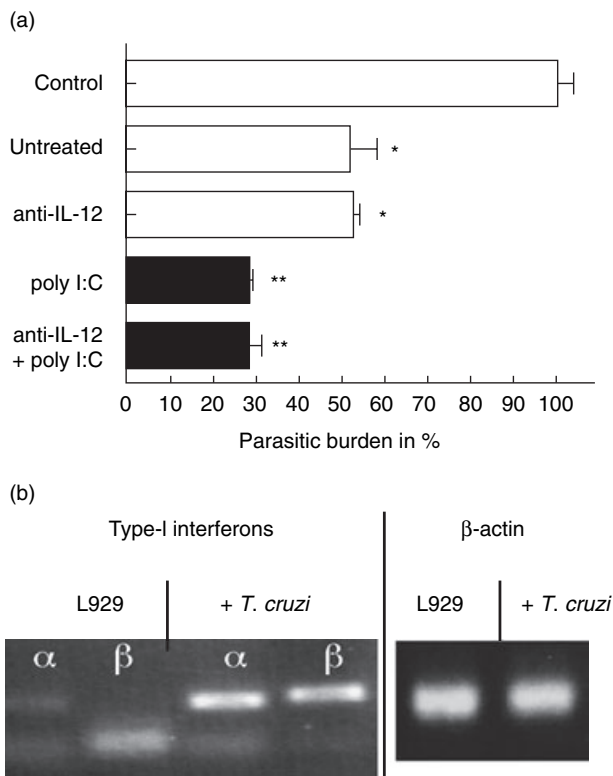 (a)
Control
Untreated
*
anti-IL-12
*
poly I:C
**
anti-IL-12
+ poly I:C
**
0 10 20 30 40 50 60 70 80 90 100
Parasitic burden in %
(b)
Type-I interferons
β-actin
L929
+ T. cruzi
L929
+ T. cruzi
α β α β